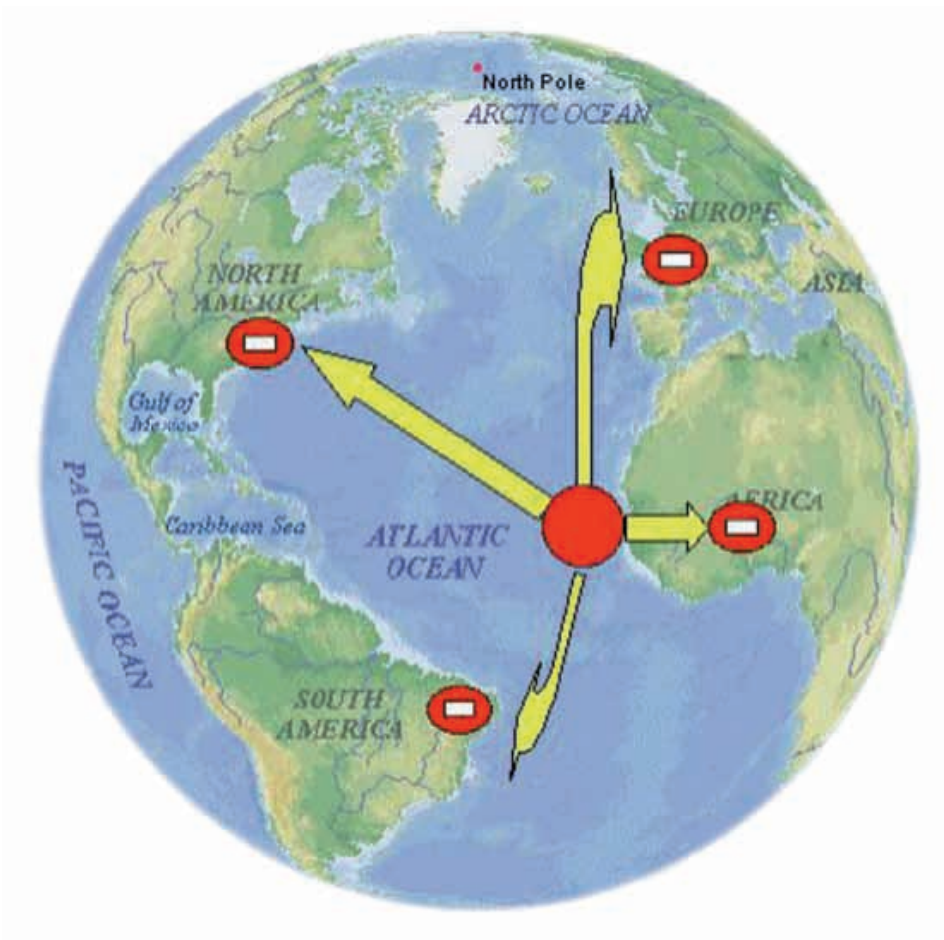 North Pole
ARCTIC OCEAN
EUROPE
NORTH
AMERICA
ASIA
Gulf of
Mexico
PACIFIC OCEAN
AFRICA
Caribbean Sea
ATLANTIC
OCEAN
SOUTH
AMERICA